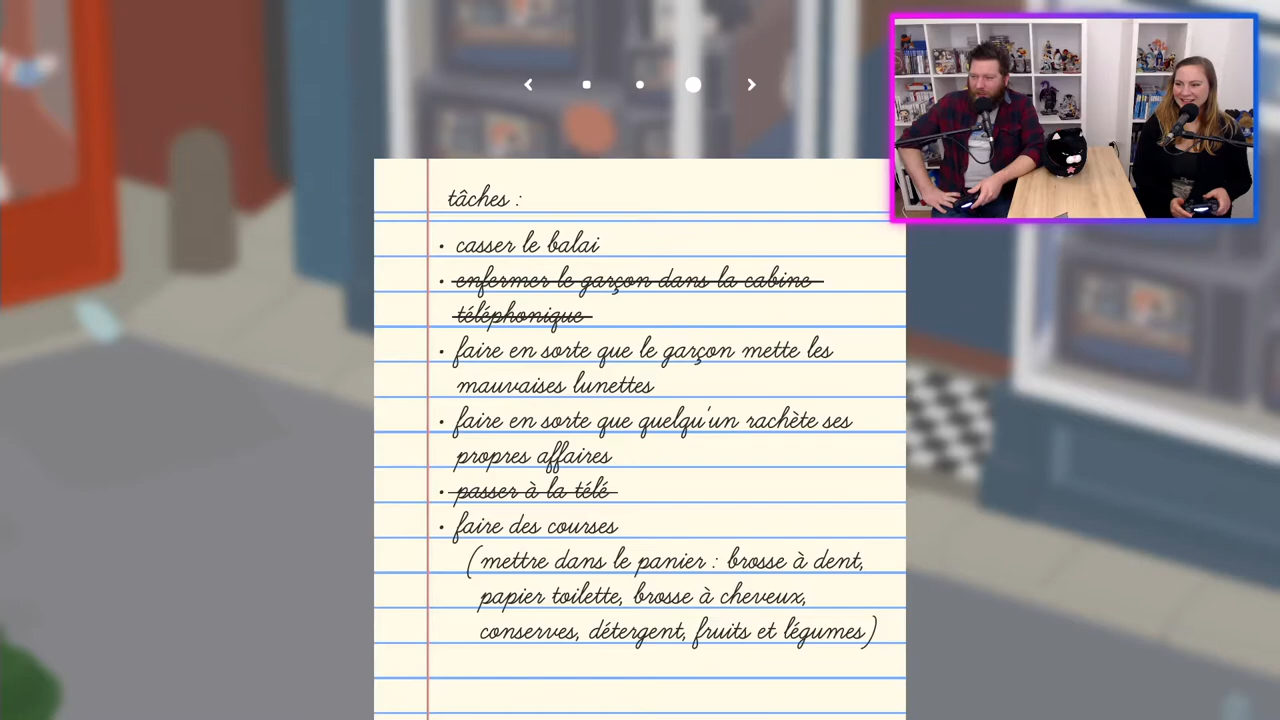 tâches :
• casser le balai
• enfermer le garçon dans la cabine
téléphonique
• faire en sorte que le garçon mette les
mauvaises lunettes
• faire en sorte que quelqu'un rachète ses
propres affaires
• passer à la télé
• faire des courses
(mettre dans le panier : brosse à dent,
papier toilette, brosse à cheveux,
conserves, détergent, fruits et légumes)